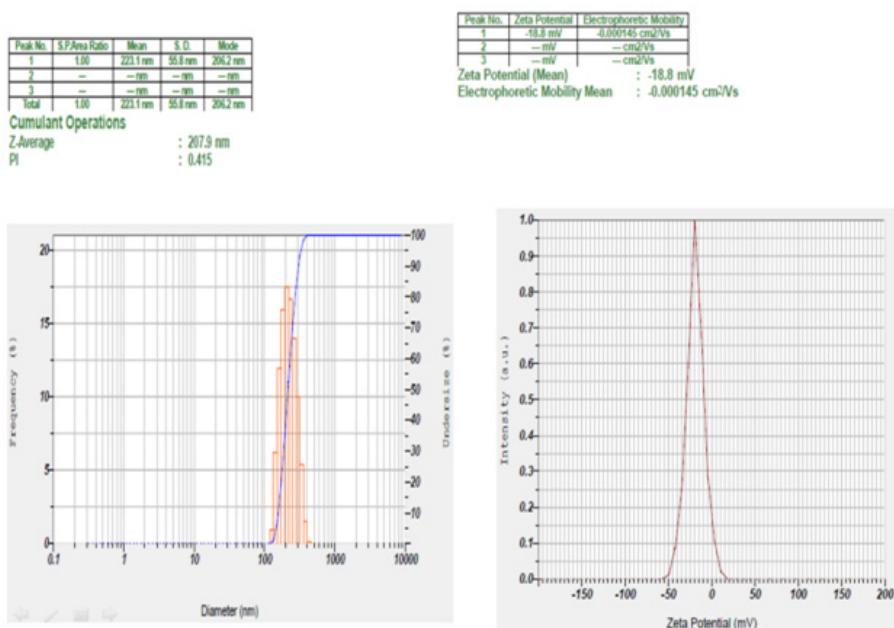 Peak No. S.P.Area Ratio Mean S. D. Mode
1 1.00 223.1 nm 55.8 nm 206.2 nm
2 --- --- nm --- nm --- nm
3 --- --- nm --- nm --- nm
Total 1.00 223.1 nm 55.8 nm 206.2 nm
Cumulant Operations
Z-Average : 207.9 nm
PI : 0.415
Peak No. Zeta Potential Electrophoretic Mobility
1 -18.8 mV -0.000145 cm2/Vs
2 --- mV --- cm2/Vs
3 --- mV --- cm2/Vs
Zeta Potential (Mean) : -18.8 mV
Electrophoretic Mobility Mean : -0.000145 cm²/Vs
Frequency (%)
20
15
10
5
0
100
90
80
70
60
50
40
30
20
10
Undersize (%)
0.1 1 10 100 1000 10000
Diameter (nm)
Intensity (a.u.)
1.0
0.9
0.8
0.7
0.6
0.5
0.4
0.3
0.2
0.1
0.0
-150 -100 -50 0 50 100 150 200
Zeta Potential (mV)